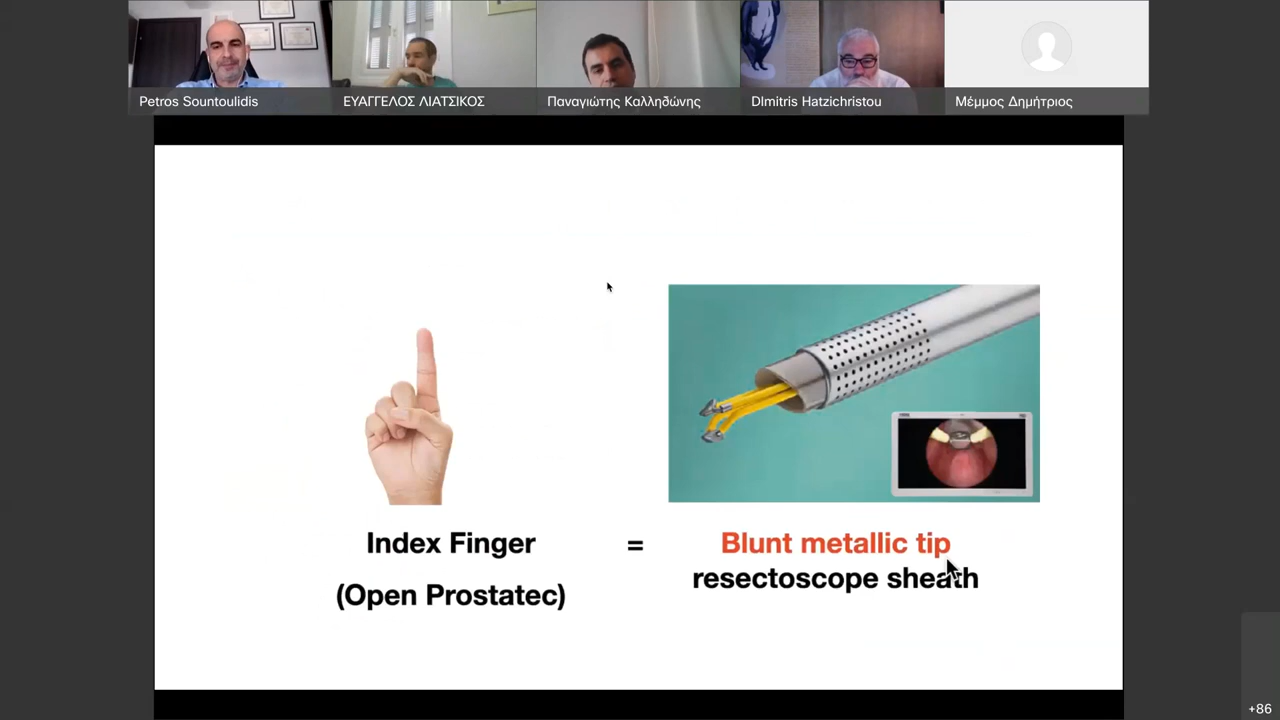 Petros Sountoulidis
ΕΥΑΓΓΕΛΟΣ ΛΙΑΤΣΙΚΟΣ
Παναγιώτης Καλληδώνης
DImitris Hatzichristou
Μέμμος Δημήτριος
Index Finger
(Open Prostatec)
=
Blunt metallic tip
resectoscope sheath
+86